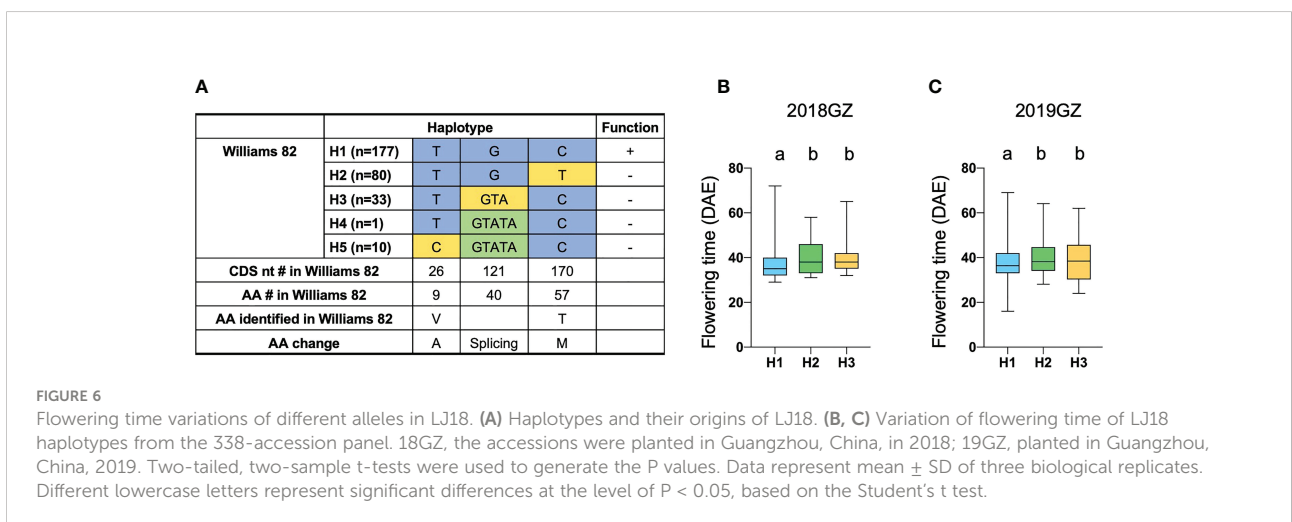 A
Haplotype Function
Williams 82 H1 (n=177) T G C +
H2 (n=80) T G T -
H3 (n=33) T GTA C -
H4 (n=1) T GTATA C -
H5 (n=10) C GTATA C -
CDS nt # in Williams 82 26 121 170
AA # in Williams 82 9 40 57
AA identified in Williams 82 V T
AA change A Splicing M
B
2018GZ
a b b
Flowering time (DAE)
80
60
40
20
0
H1 H2 H3
C
2019GZ
a b b
Flowering time (DAE)
80
60
40
20
0
H1 H2 H3
FIGURE 6
Flowering time variations of different alleles in LJ18. (A) Haplotypes and their origins of LJ18. (B, C) Variation of flowering time of LJ18
haplotypes from the 338-accession panel. 18GZ, the accessions were planted in Guangzhou, China, in 2018; 19GZ, planted in Guangzhou,
China, 2019. Two-tailed, two-sample t-tests were used to generate the P values. Data represent mean ± SD of three biological replicates.
Different lowercase letters represent significant differences at the level of P < 0.05, based on the Student's t test.